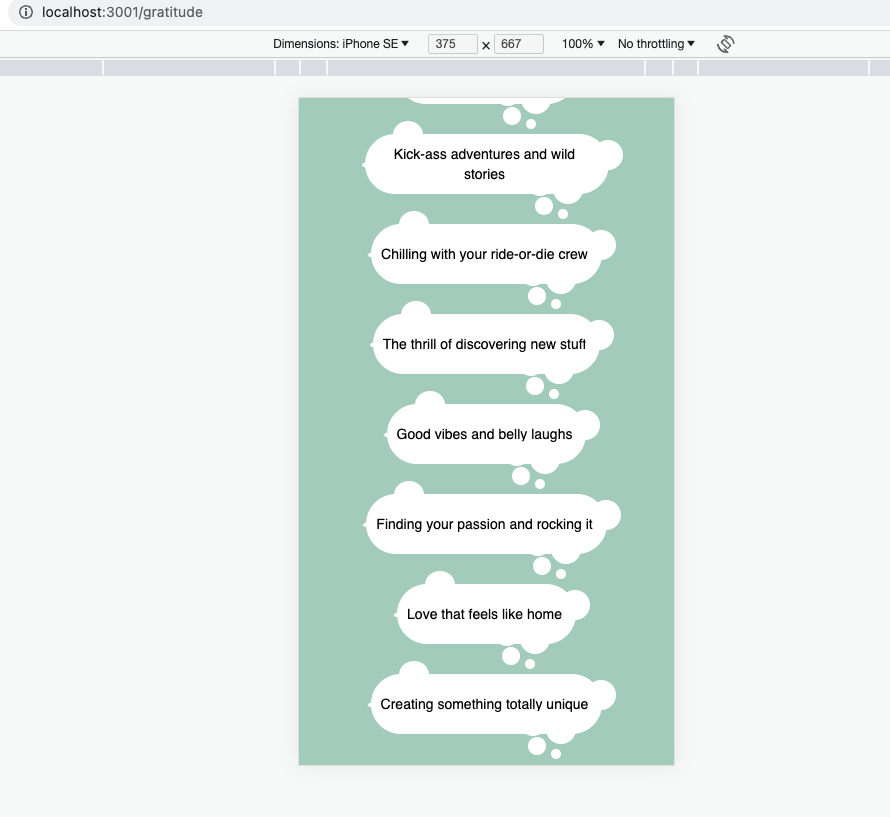 localhost:3001/gratitude
Dimensions: iPhone SE ▼ 375 × 667 100% ▼ No throttling ▼
Kick-ass adventures and wild
stories
Chilling with your ride-or-die crew
The thrill of discovering new stuff
Good vibes and belly laughs
Finding your passion and rocking it
Love that feels like home
Creating something totally unique